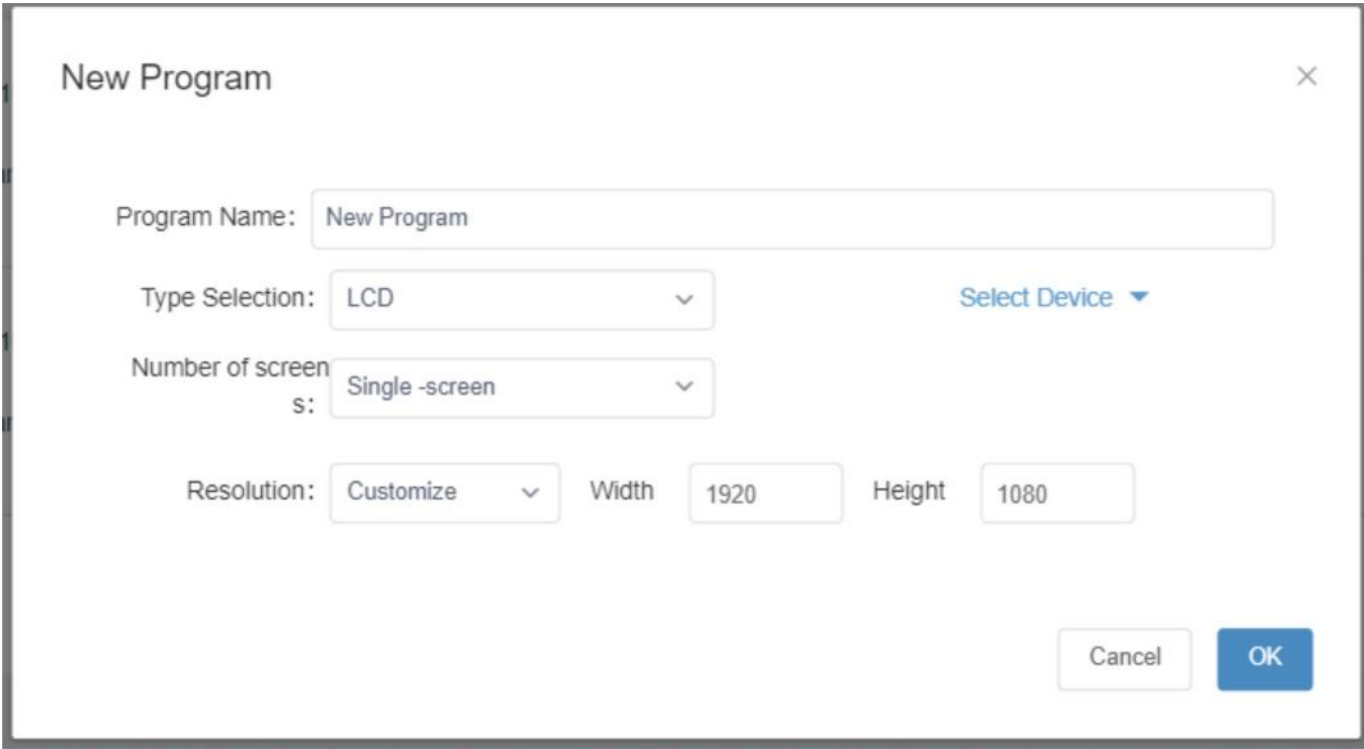 New Program
Program Name: New Program
Type Selection: LCD Select Device
Number of screen
s: Single -screen
Resolution: Customize Width 1920 Height 1080
Cancel OK